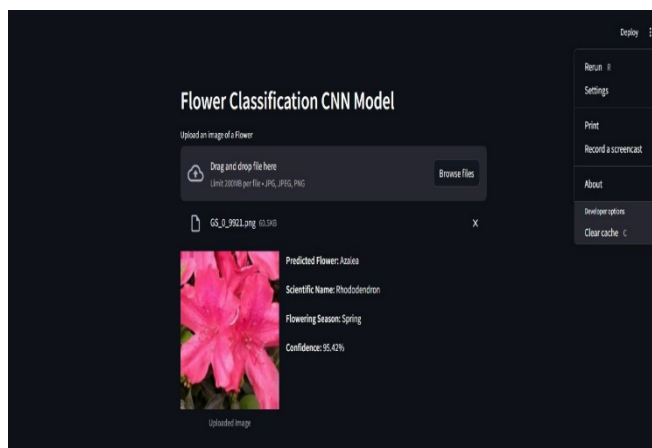 Deploy
Rerun R
Settings
Print
Record a screencast
About
Developer options
Clear cache C
Flower Classification CNN Model
Upload an image of a Flower
Drag and drop file here
Limit 200MB per file • JPG, JPEG, PNG
Browse files
GS_0_9921.png 60.5KB
X
Predicted Flower: Azalea
Scientific Name: Rhododendron
Flowering Season: Spring
Confidence: 95.42%
Uploaded Image